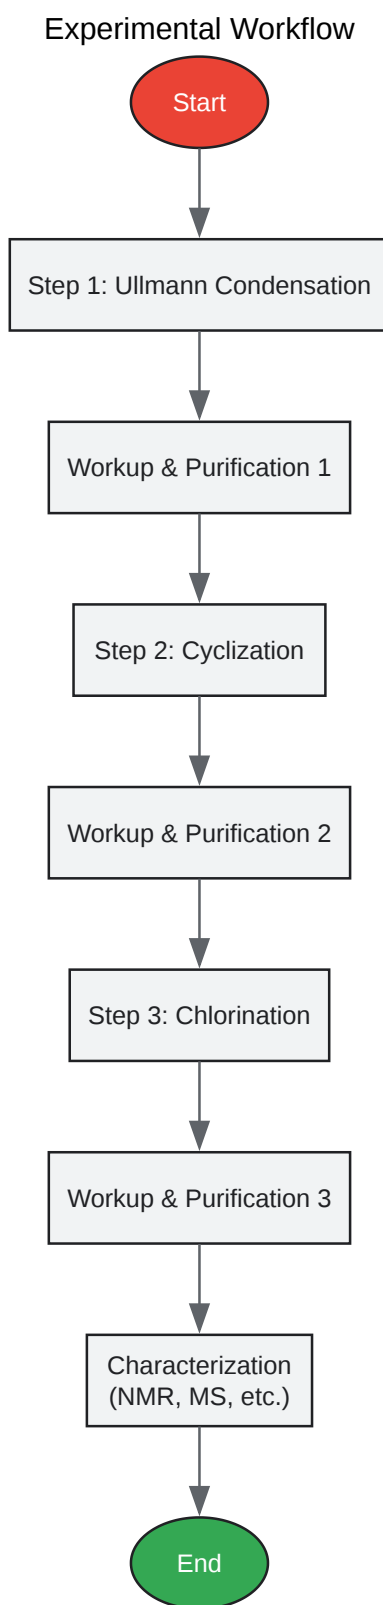 Experimental Workflow
Start
Step 1: Ullmann Condensation
Workup & Purification 1
Step 2: Cyclization
Workup & Purification 2
Step 3: Chlorination
Workup & Purification 3
Characterization
(NMR, MS, etc.)
End